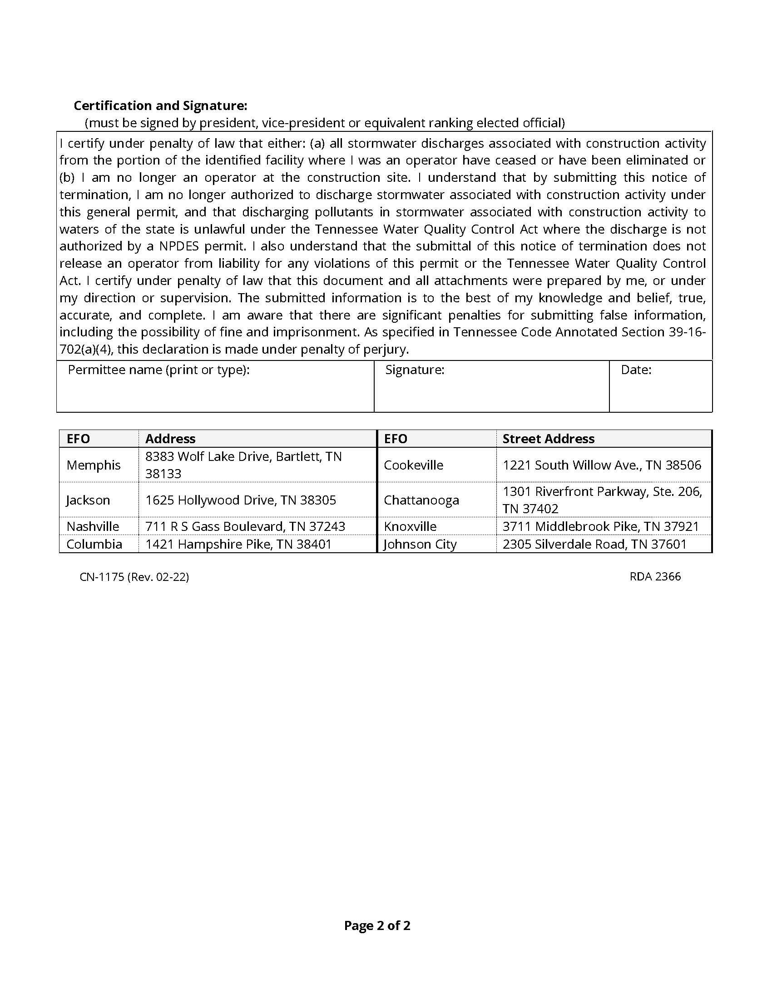 Certification and Signature:
(must be signed by president, vice-president or equivalent ranking elected official)
I certify under penalty of law that either: (a) all stormwater discharges associated with construction activity
from the portion of the identified facility where I was an operator have ceased or have been eliminated or
(b) I am no longer an operator at the construction site. I understand that by submitting this notice of
termination, I am no longer authorized to discharge stormwater associated with construction activity under
this general permit, and that discharging pollutants in stormwater associated with construction activity to
waters of the state is unlawful under the Tennessee Water Quality Control Act where the discharge is not
authorized by a NPDES permit. I also understand that the submittal of this notice of termination does not
release an operator from liability for any violations of this permit or the Tennessee Water Quality Control
Act. I certify under penalty of law that this document and all attachments were prepared by me, or under
my direction or supervision. The submitted information is to the best of my knowledge and belief, true,
accurate, and complete. I am aware that there are significant penalties for submitting false information,
including the possibility of fine and imprisonment. As specified in Tennessee Code Annotated Section 39-16-
702(a)(4), this declaration is made under penalty of perjury.
Permittee name (print or type): Signature: Date:
EFO Address EFO Street Address
Memphis 8383 Wolf Lake Drive, Bartlett, TN
38133 Cookeville 1221 South Willow Ave., TN 38506
Jackson 1625 Hollywood Drive, TN 38305 Chattanooga 1301 Riverfront Parkway, Ste. 206,
TN 37402
Nashville 711 R S Gass Boulevard, TN 37243 Knoxville 3711 Middlebrook Pike, TN 37921
Columbia 1421 Hampshire Pike, TN 38401 Johnson City 2305 Silverdale Road, TN 37601
CN-1175 (Rev. 02-22) RDA 2366
Page 2 of 2